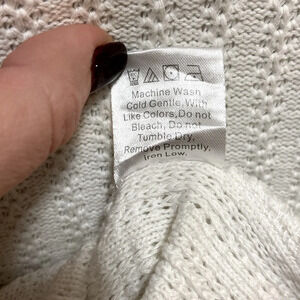 Machine Wash
Cold Gentle, With
Like Colors, Do not
Bleach, Do not
Tumble Dry,
Remove Promptly,
Iron Low.